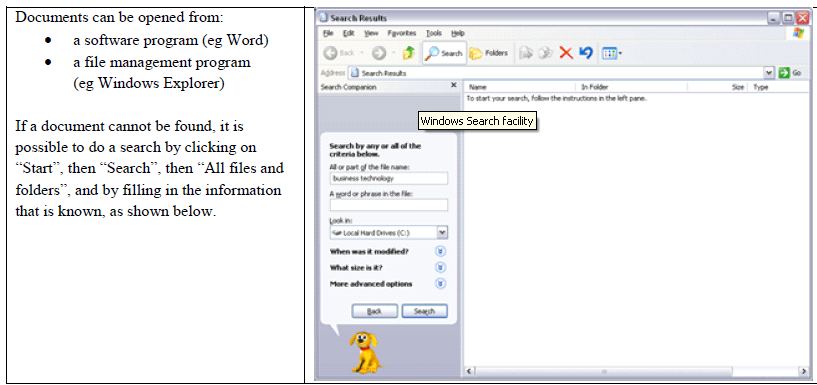 Documents can be opened from:
• a software program (eg Word)
• a file management program
(eg Windows Explorer)
If a document cannot be found, it is
possible to do a search by clicking on
“Start”, then “Search”, then “All files and
folders”, and by filling in the information
that is known, as shown below.
Search Results
File Edit View Favorites Tools Help
Back Search Folders
Address Search Results Go
Search Companion
Name In Folder Size Type
To start your search, follow the instructions in the left pane.
Windows Search facility
Search by any or all of the
criteria below.
All or part of the file name:
business technology
A word or phrase in the file:
Look in:
Local Hard Drives (C:)
When was it modified?
What size is it?
More advanced options
Back Search